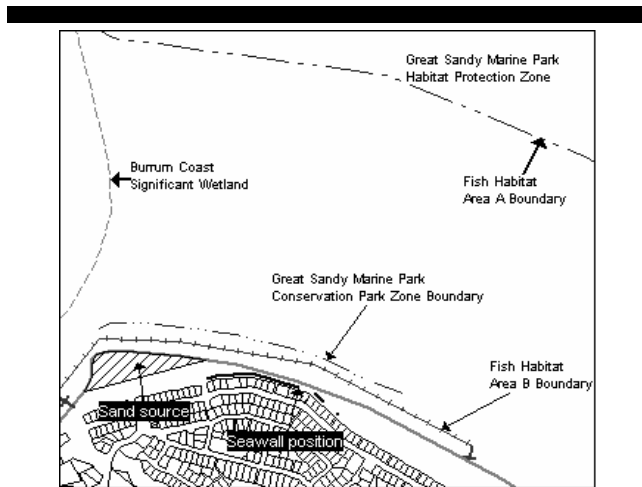 Great Sandy Marine Park
Habitat Protection Zone
Burrum Coast
Significant Wetland
Fish Habitat
Area A Boundary
Great Sandy Marine Park
Conservation Park Zone Boundary
Fish Habitat
Area B Boundary
Sand source
Seawall position